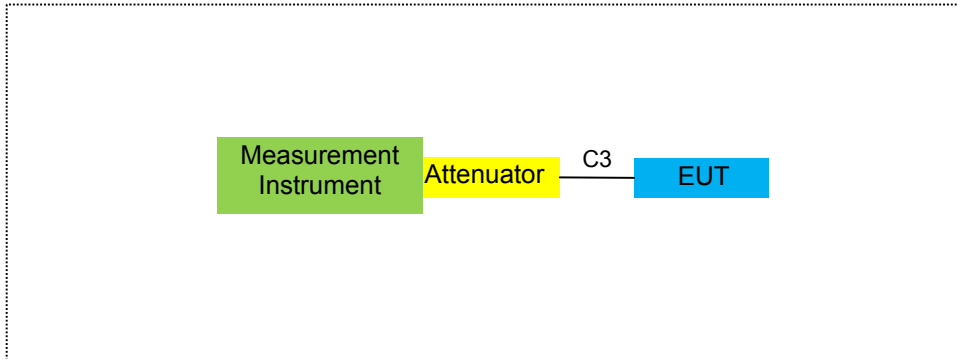 Measurement
Instrument
Attenuator
C3
EUT